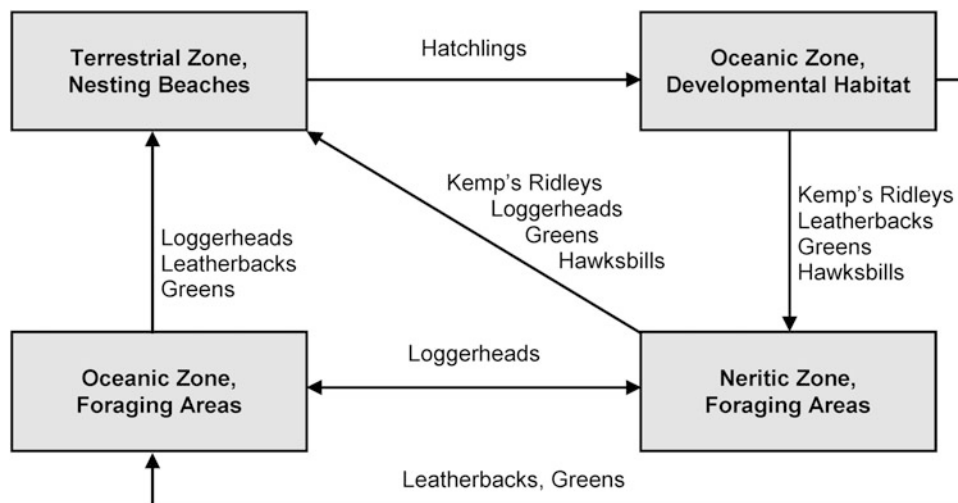 Terrestrial Zone,
Nesting Beaches
Hatchlings
Oceanic Zone,
Developmental Habitat
Kemp's Ridleys
Loggerheads
Greens
Hawksbills
Kemp's Ridleys
Leatherbacks
Greens
Hawksbills
Loggerheads
Leatherbacks
Greens
Oceanic Zone,
Foraging Areas
Loggerheads
Neritic Zone,
Foraging Areas
Leatherbacks, Greens